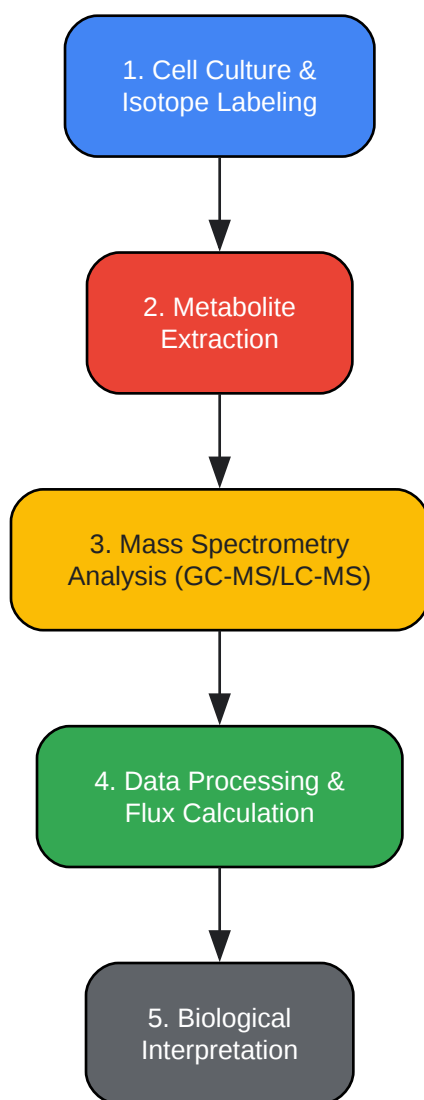 1. Cell Culture &
Isotope Labeling
2. Metabolite
Extraction
3. Mass Spectrometry
Analysis (GC-MS/LC-MS)
4. Data Processing &
Flux Calculation
5. Biological
Interpretation